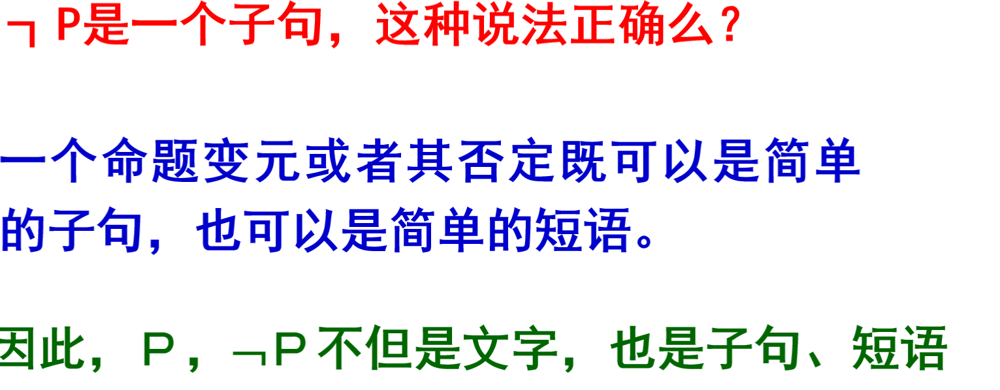 ¬ P是一个子句，这种说法正确么？
一个命题变元或者其否定既可以是简单
的子句，也可以是简单的短语。
因此，P，¬P不但是文字，也是子句、短语